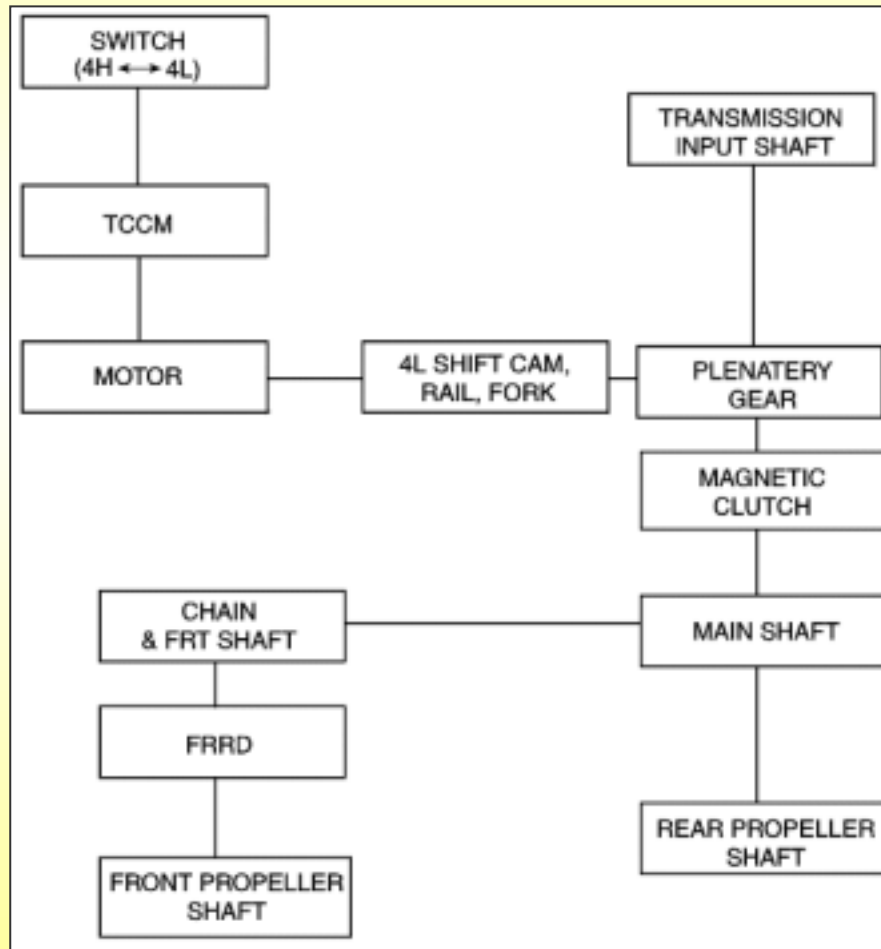 SWITCH
(4H ↔ 4L)
TRANSMISSION
INPUT SHAFT
TCCM
MOTOR
4L SHIFT CAM,
RAIL, FORK
PLENATERY
GEAR
MAGNETIC
CLUTCH
CHAIN
& FRT SHAFT
MAIN SHAFT
FRRD
REAR PROPELLER
SHAFT
FRONT PROPELLER
SHAFT